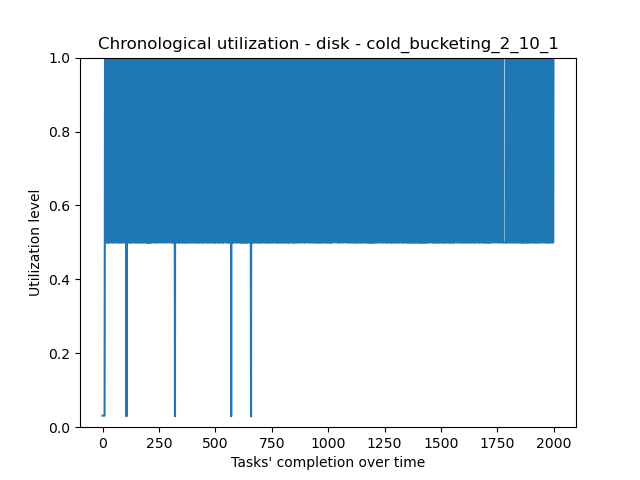 Chronological utilization - disk - cold_bucketing_2_10_1
1.0
0.8
0.6
0.4
0.2
0.0
Utilization level
0 250 500 750 1000 1250 1500 1750 2000
Tasks' completion over time